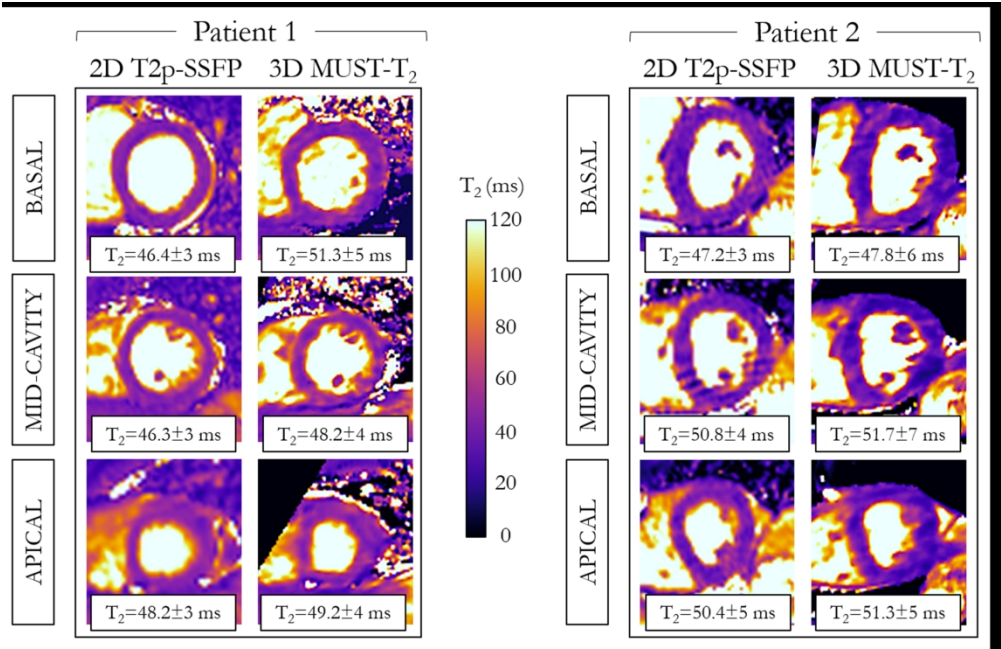 Patient 1
Patient 2
2D T2p-SSFP
3D MUST-T₂
2D T2p-SSFP
3D MUST-T₂
BASAL
T₂=46.4±3 ms
T₂=51.3±5 ms
T₂ (ms)
120
100
80
60
40
20
0
BASAL
T₂=47.2±3 ms
T₂=47.8±6 ms
MID-CAVITY
T₂=46.3±3 ms
T₂=48.2±4 ms
MID-CAVITY
T₂=50.8±4 ms
T₂=51.7±7 ms
APICAL
T₂=48.2±3 ms
T₂=49.2±4 ms
APICAL
T₂=50.4±5 ms
T₂=51.3±5 ms